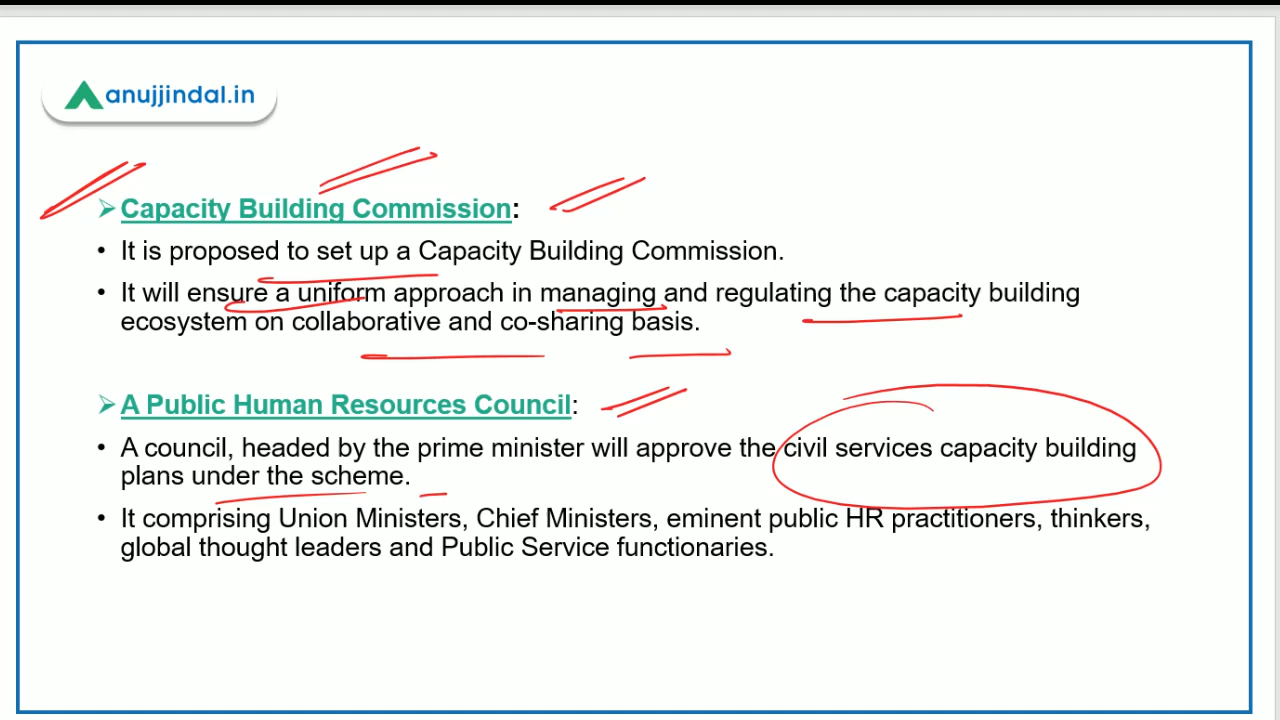 anujjindal.in
➢ Capacity Building Commission:
• It is proposed to set up a Capacity Building Commission.
• It will ensure a uniform approach in managing and regulating the capacity building
ecosystem on collaborative and co-sharing basis.
➢ A Public Human Resources Council:
• A council, headed by the prime minister will approve the civil services capacity building
plans under the scheme.
• It comprising Union Ministers, Chief Ministers, eminent public HR practitioners, thinkers,
global thought leaders and Public Service functionaries.